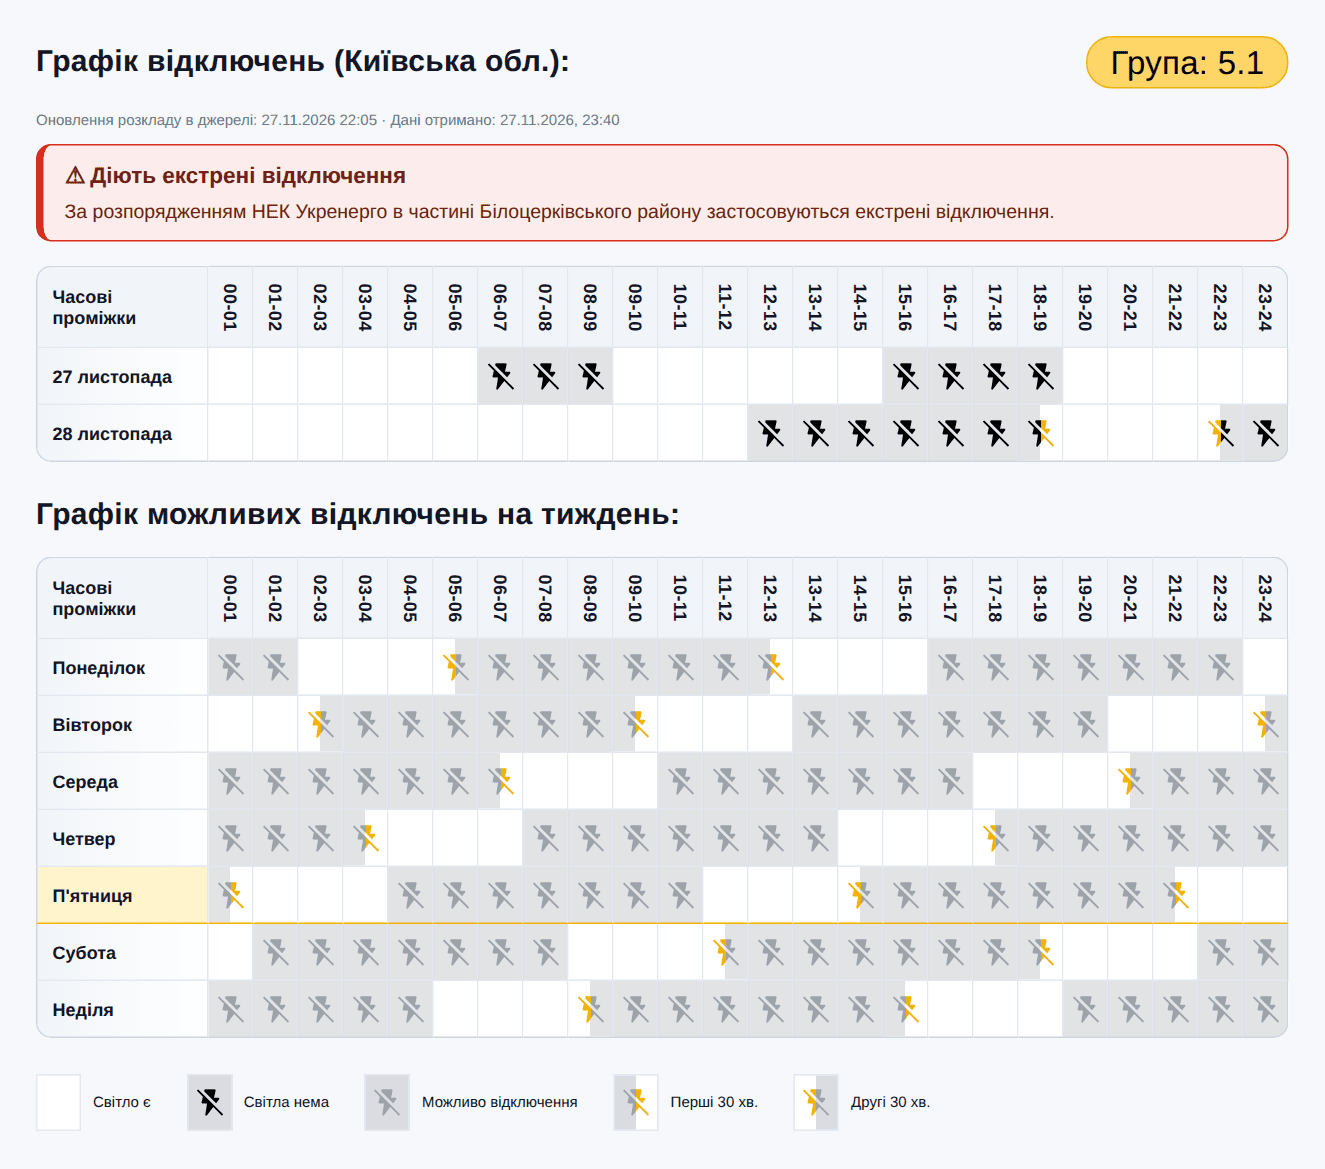 Графік відключень (Київська обл.):
Група: 5.1
Оновлення розкладу в джерелі: 27.11.2026 22:05 · Дані отримано: 27.11.2026, 23:40
⚠ Діють екстрені відключення
За розпорядженням НЕК Укренерго в частині Білоцерківського району застосовуються екстрені відключення.
Часові
проміжки
00-01 01-02 02-03 03-04 04-05 05-06 06-07 07-08 08-09 09-10 10-11 11-12 12-13 13-14 14-15 15-16 16-17 17-18 18-19 19-20 20-21 21-22 22-23 23-24
27 листопада
28 листопада
Графік можливих відключень на тиждень:
Часові
проміжки
00-01 01-02 02-03 03-04 04-05 05-06 06-07 07-08 08-09 09-10 10-11 11-12 12-13 13-14 14-15 15-16 16-17 17-18 18-19 19-20 20-21 21-22 22-23 23-24
Понеділок
Вівторок
Середа
Четвер
П'ятниця
Субота
Неділя
Світло є
Світла нема
Можливо відключення
Перші 30 хв.
Другі 30 хв.